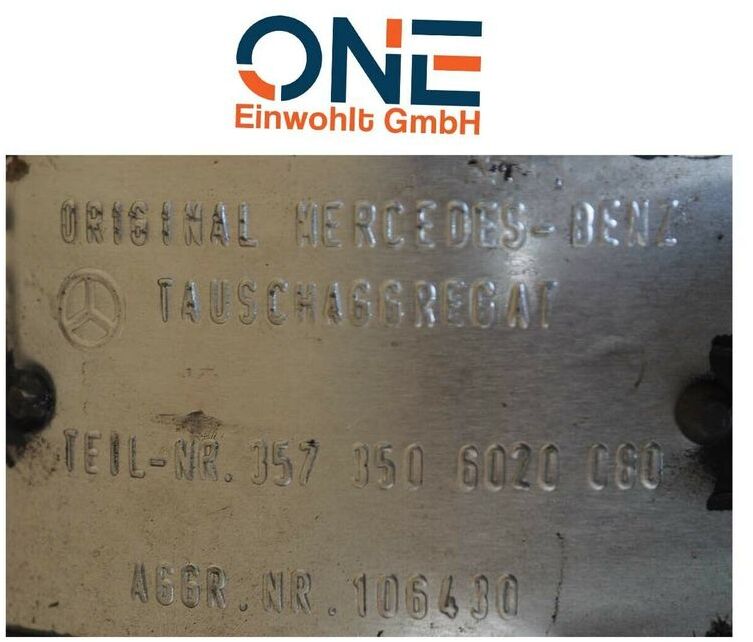 ONE
Einwohlt GmbH
ORIGINAL MERCEDES-BENZ
TAUSCHAGGREGAT
TEIL-NR. 357 350 6020 C80
AGGR.NR.106430